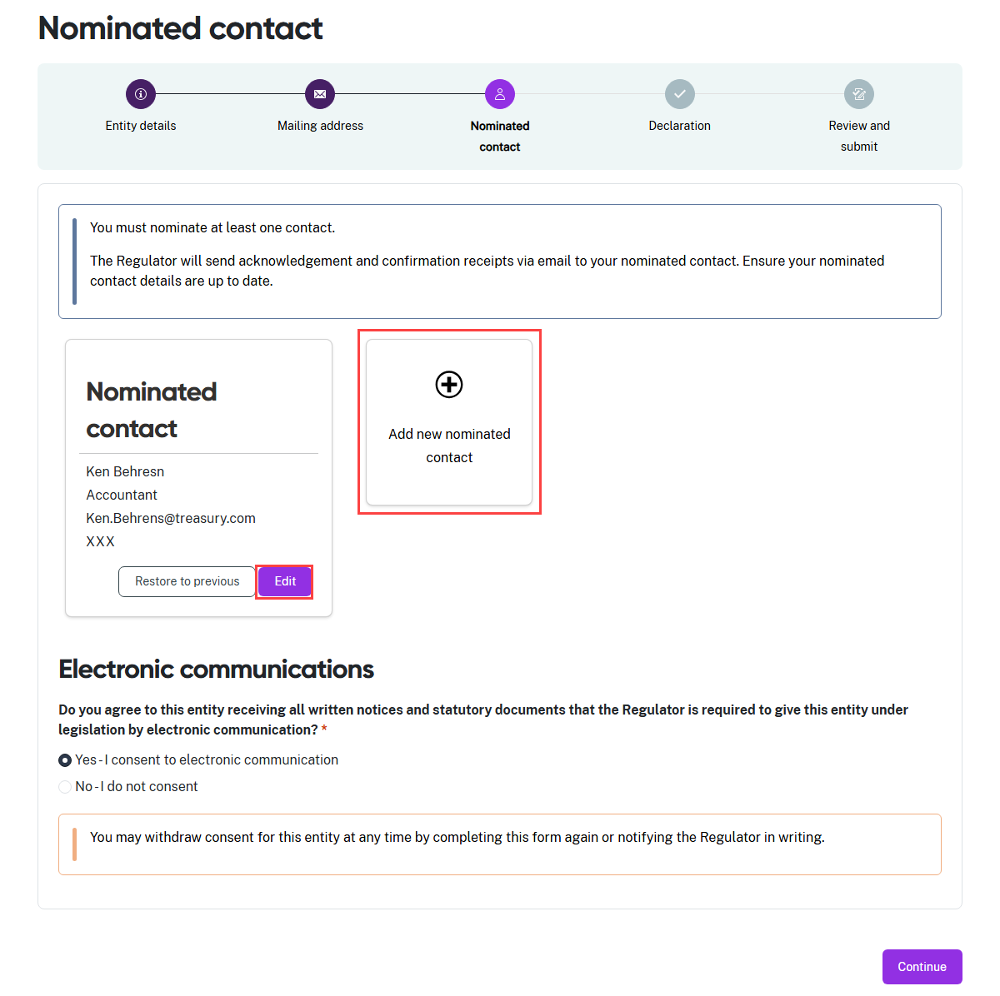 Nominated contact
Entity details
Mailing address
Nominated
contact
Declaration
Review and
submit
You must nominate at least one contact.
The Regulator will send acknowledgement and confirmation receipts via email to your nominated contact. Ensure your nominated
contact details are up to date.
Nominated
contact
Ken Behresn
Accountant
Ken.Behrens@treasury.com
XXX
Restore to previous
Edit
Add new nominated
contact
Electronic communications
Do you agree to this entity receiving all written notices and statutory documents that the Regulator is required to give this entity under
legislation by electronic communication? *
Yes - I consent to electronic communication
No - I do not consent
You may withdraw consent for this entity at any time by completing this form again or notifying the Regulator in writing.
Continue